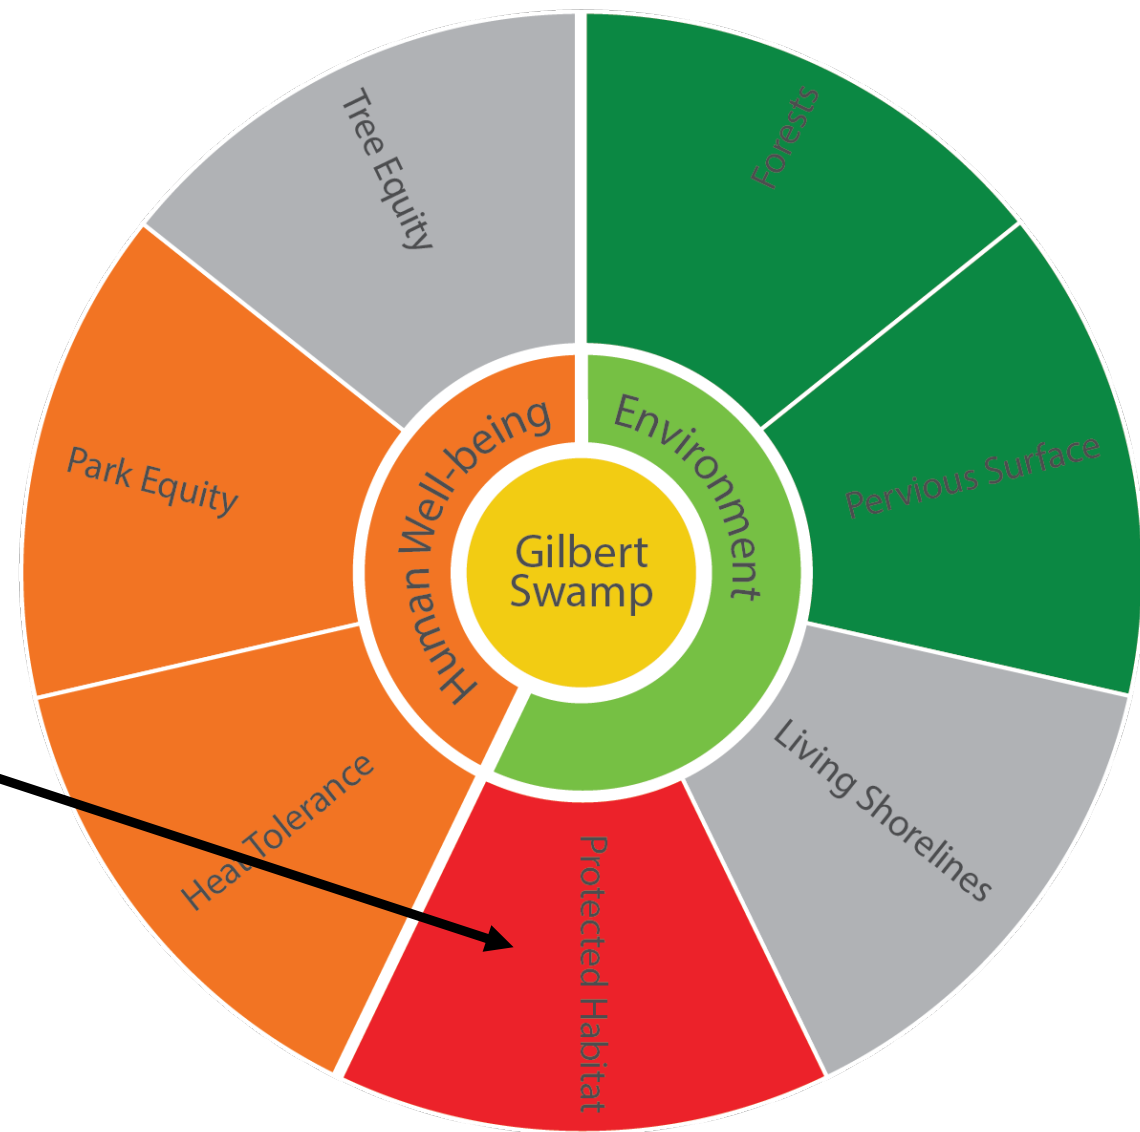 Tree Equity
Forests
Park Equity
Pervious Surface
Human Well-being
Environment
Gilbert
Swamp
Heat Tolerance
Living Shorelines
Protected Habitat